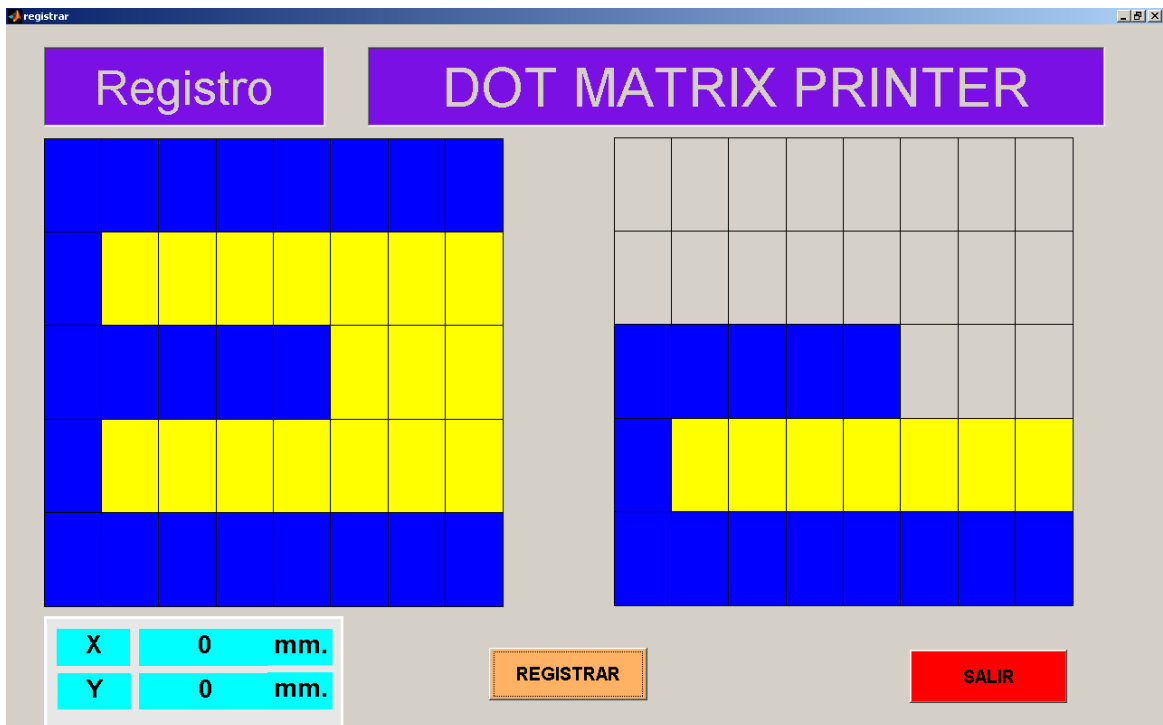 registrar
Registro
DOT MATRIX PRINTER
X 0 mm.
Y 0 mm.
REGISTRAR
SALIR